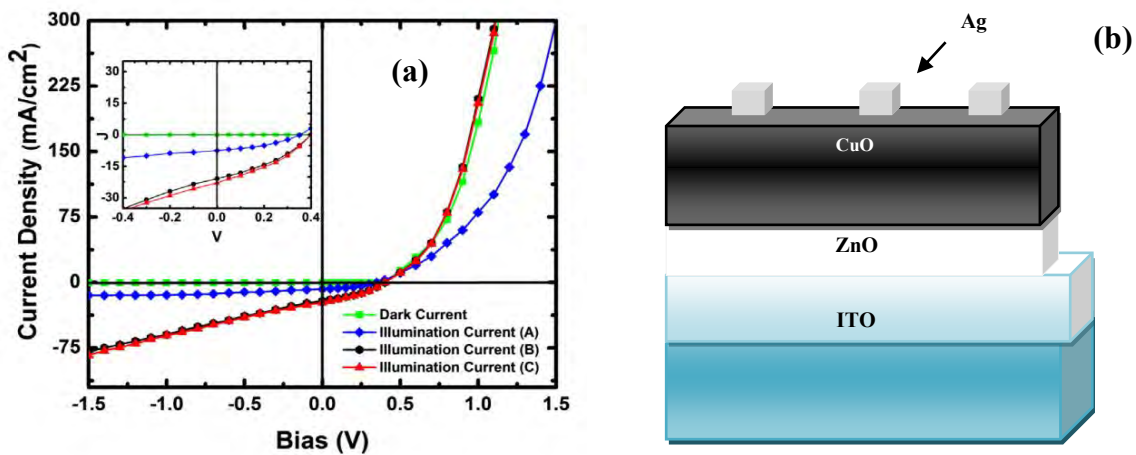 (a)
Current Density (mA/cm²)
300
225
150
75
0
-75
-1.5
-1.0
-0.5
0.0
0.5
1.0
1.5
Bias (V)
J
30
15
0
-15
-30
-0.4
-0.2
0.0
0.2
0.4
V
Dark Current
Illumination Current (A)
Illumination Current (B)
Illumination Current (C)
(b)
Ag
CuO
ZnO
ITO